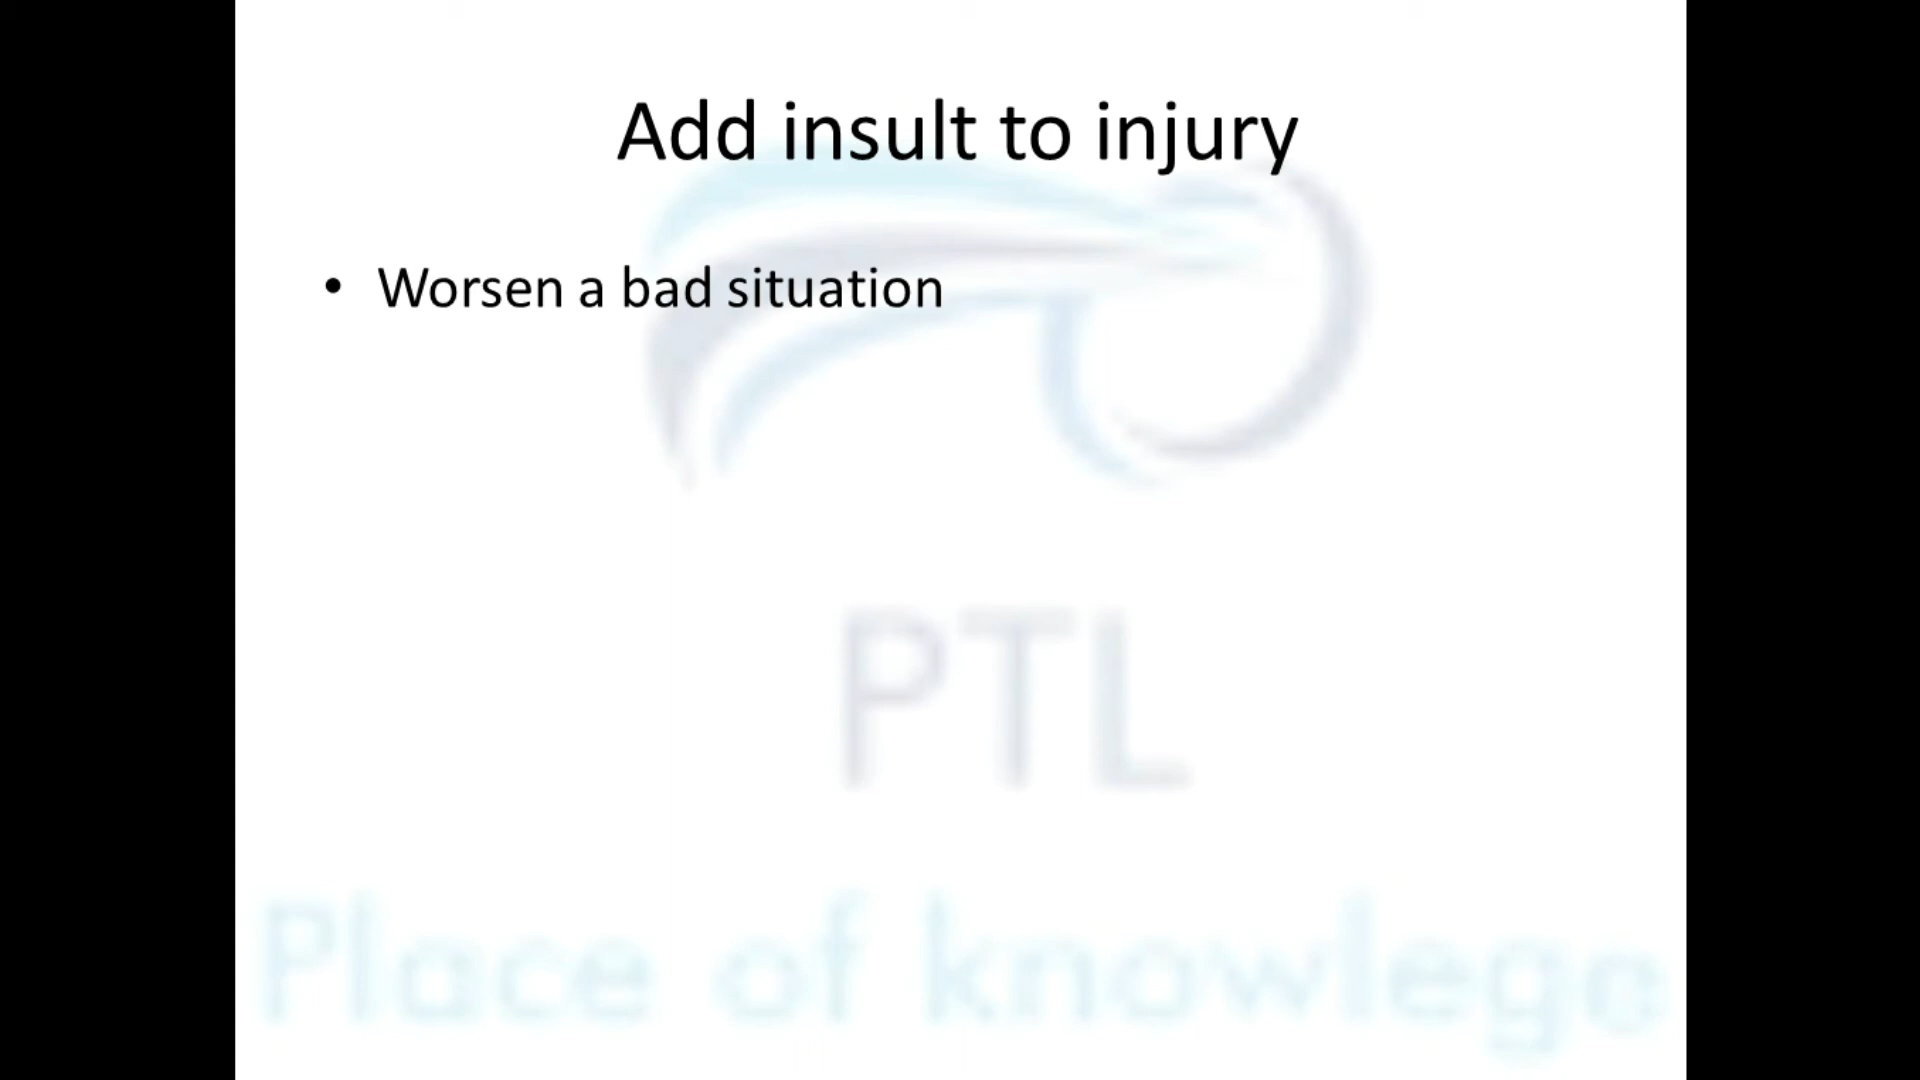 Add insult to injury
• Worsen a bad situation
PTL
Place of knowlege